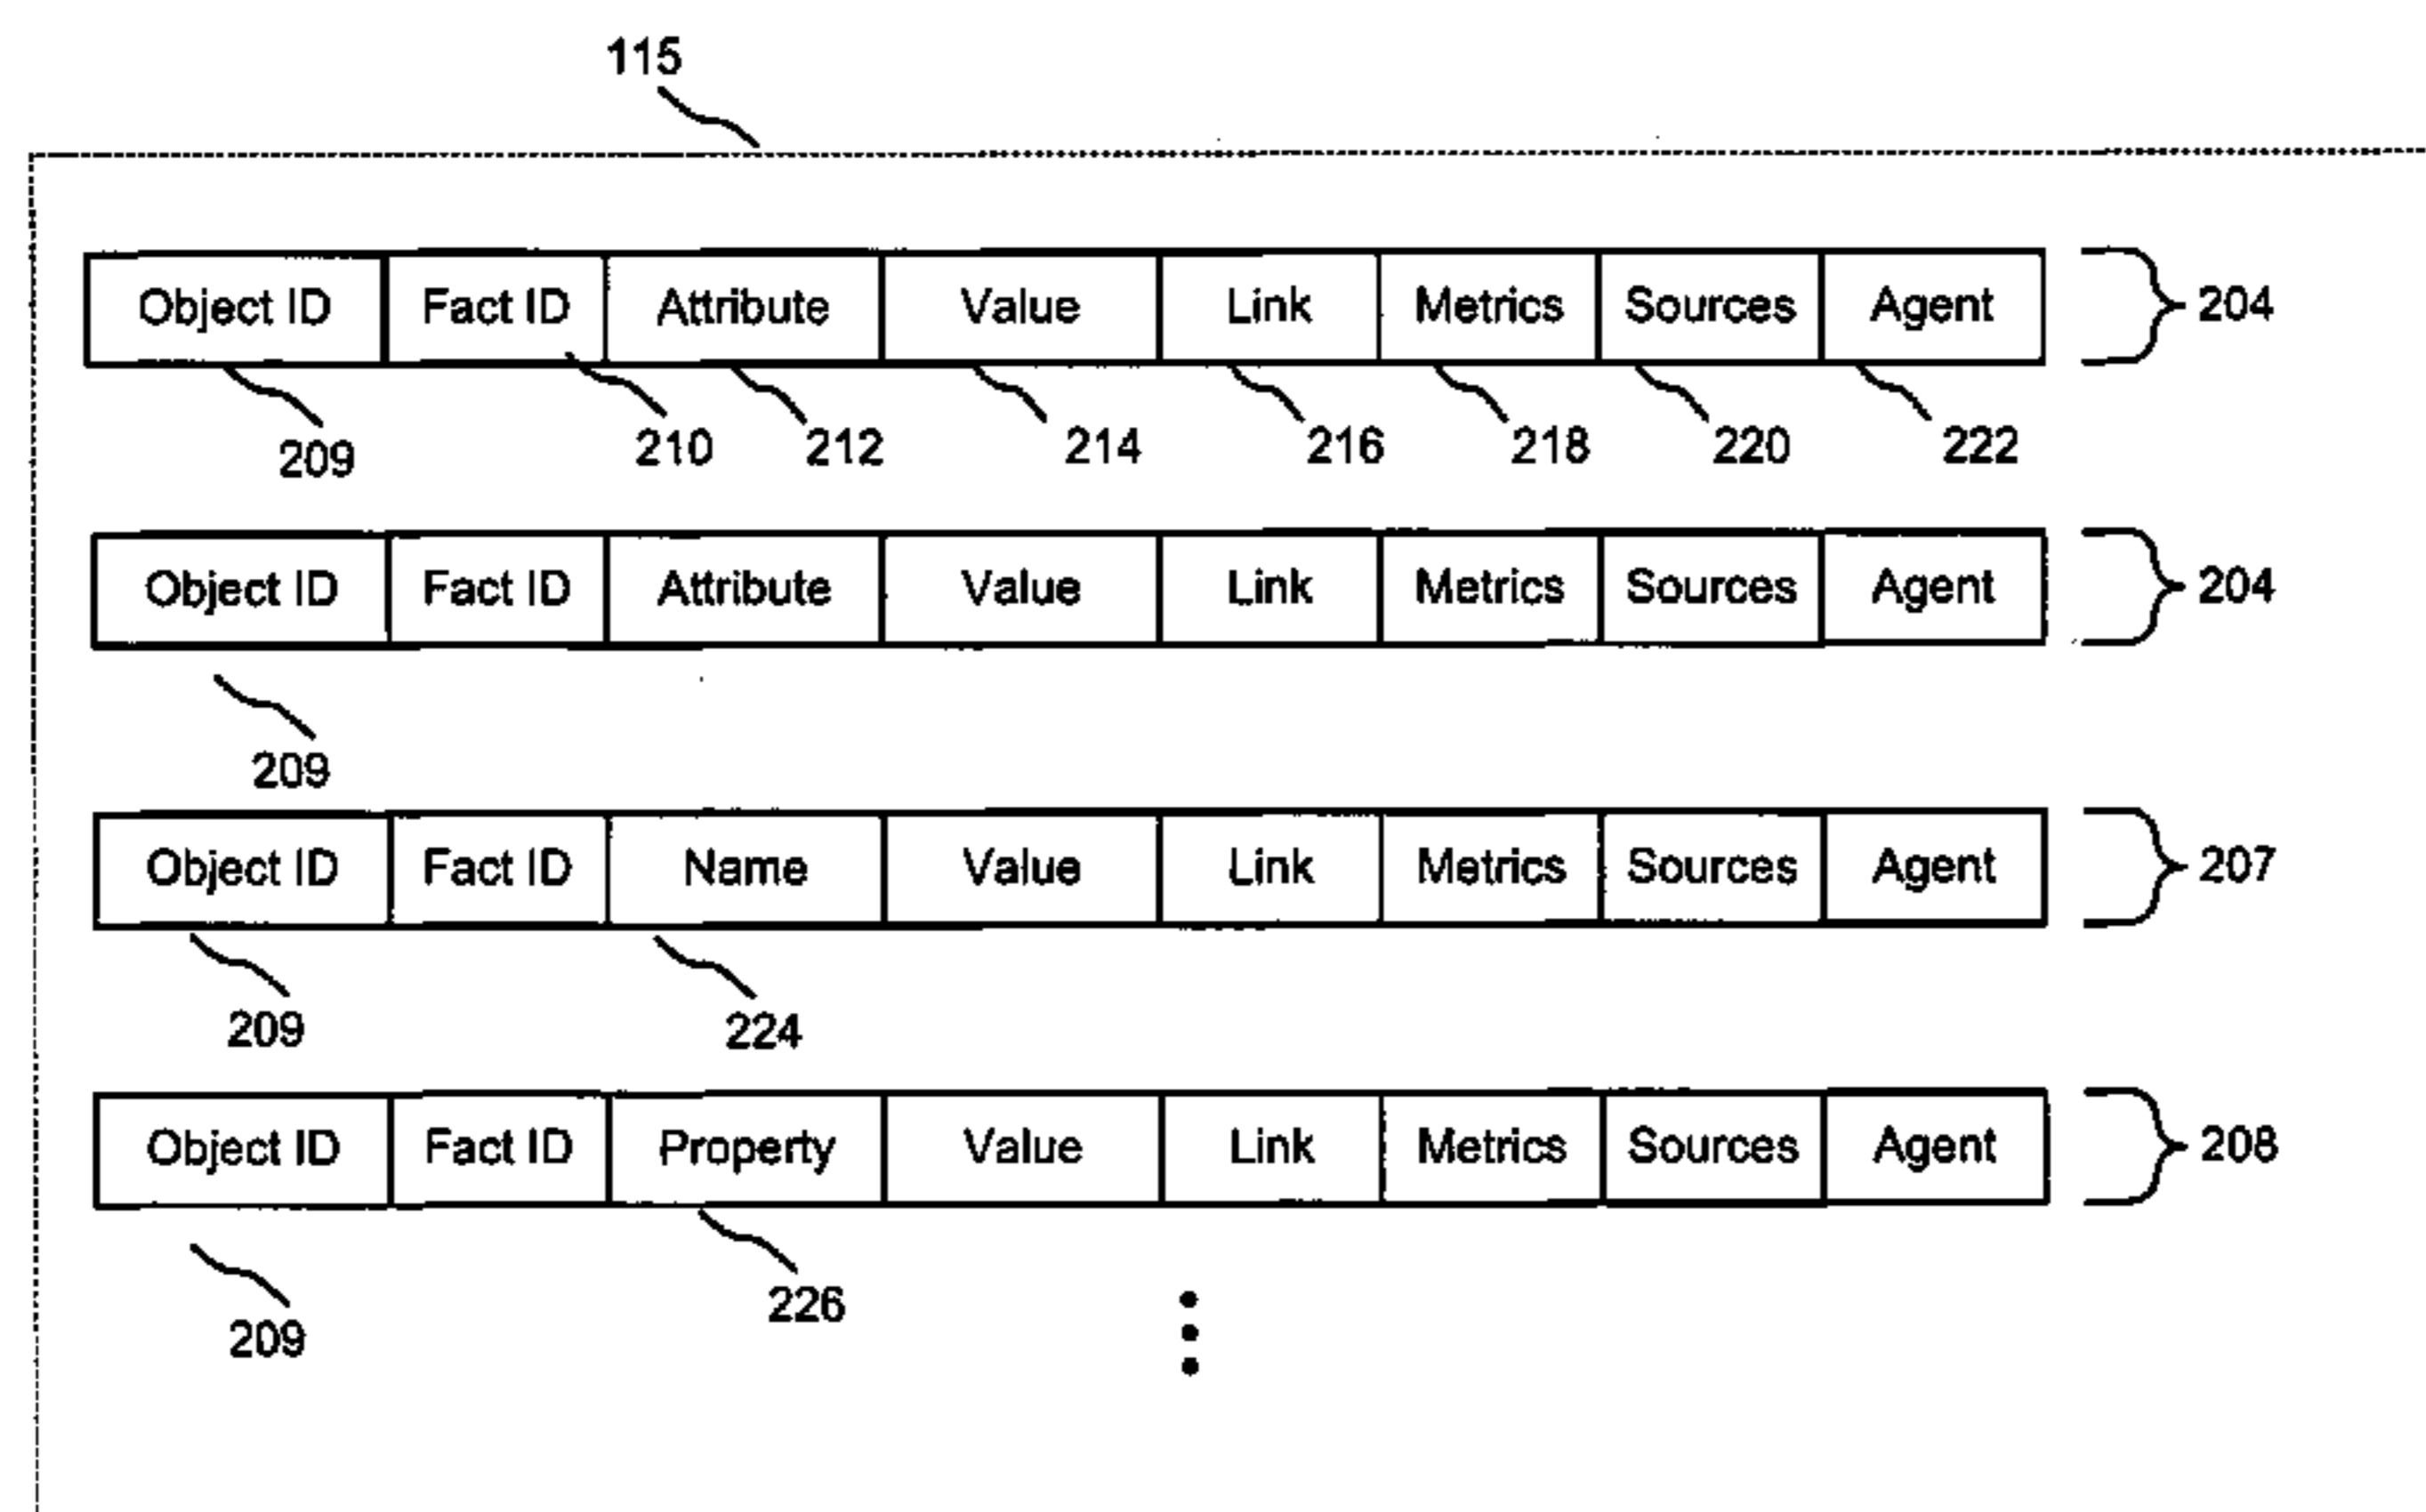 115
Object ID Fact ID Attribute Value Link Metrics Sources Agent 204
209 210 212 214 216 218 220 222
Object ID Fact ID Attribute Value Link Metrics Sources Agent 204
209
Object ID Fact ID Name Value Link Metrics Sources Agent 207
209 224
Object ID Fact ID Property Value Link Metrics Sources Agent 208
209 226